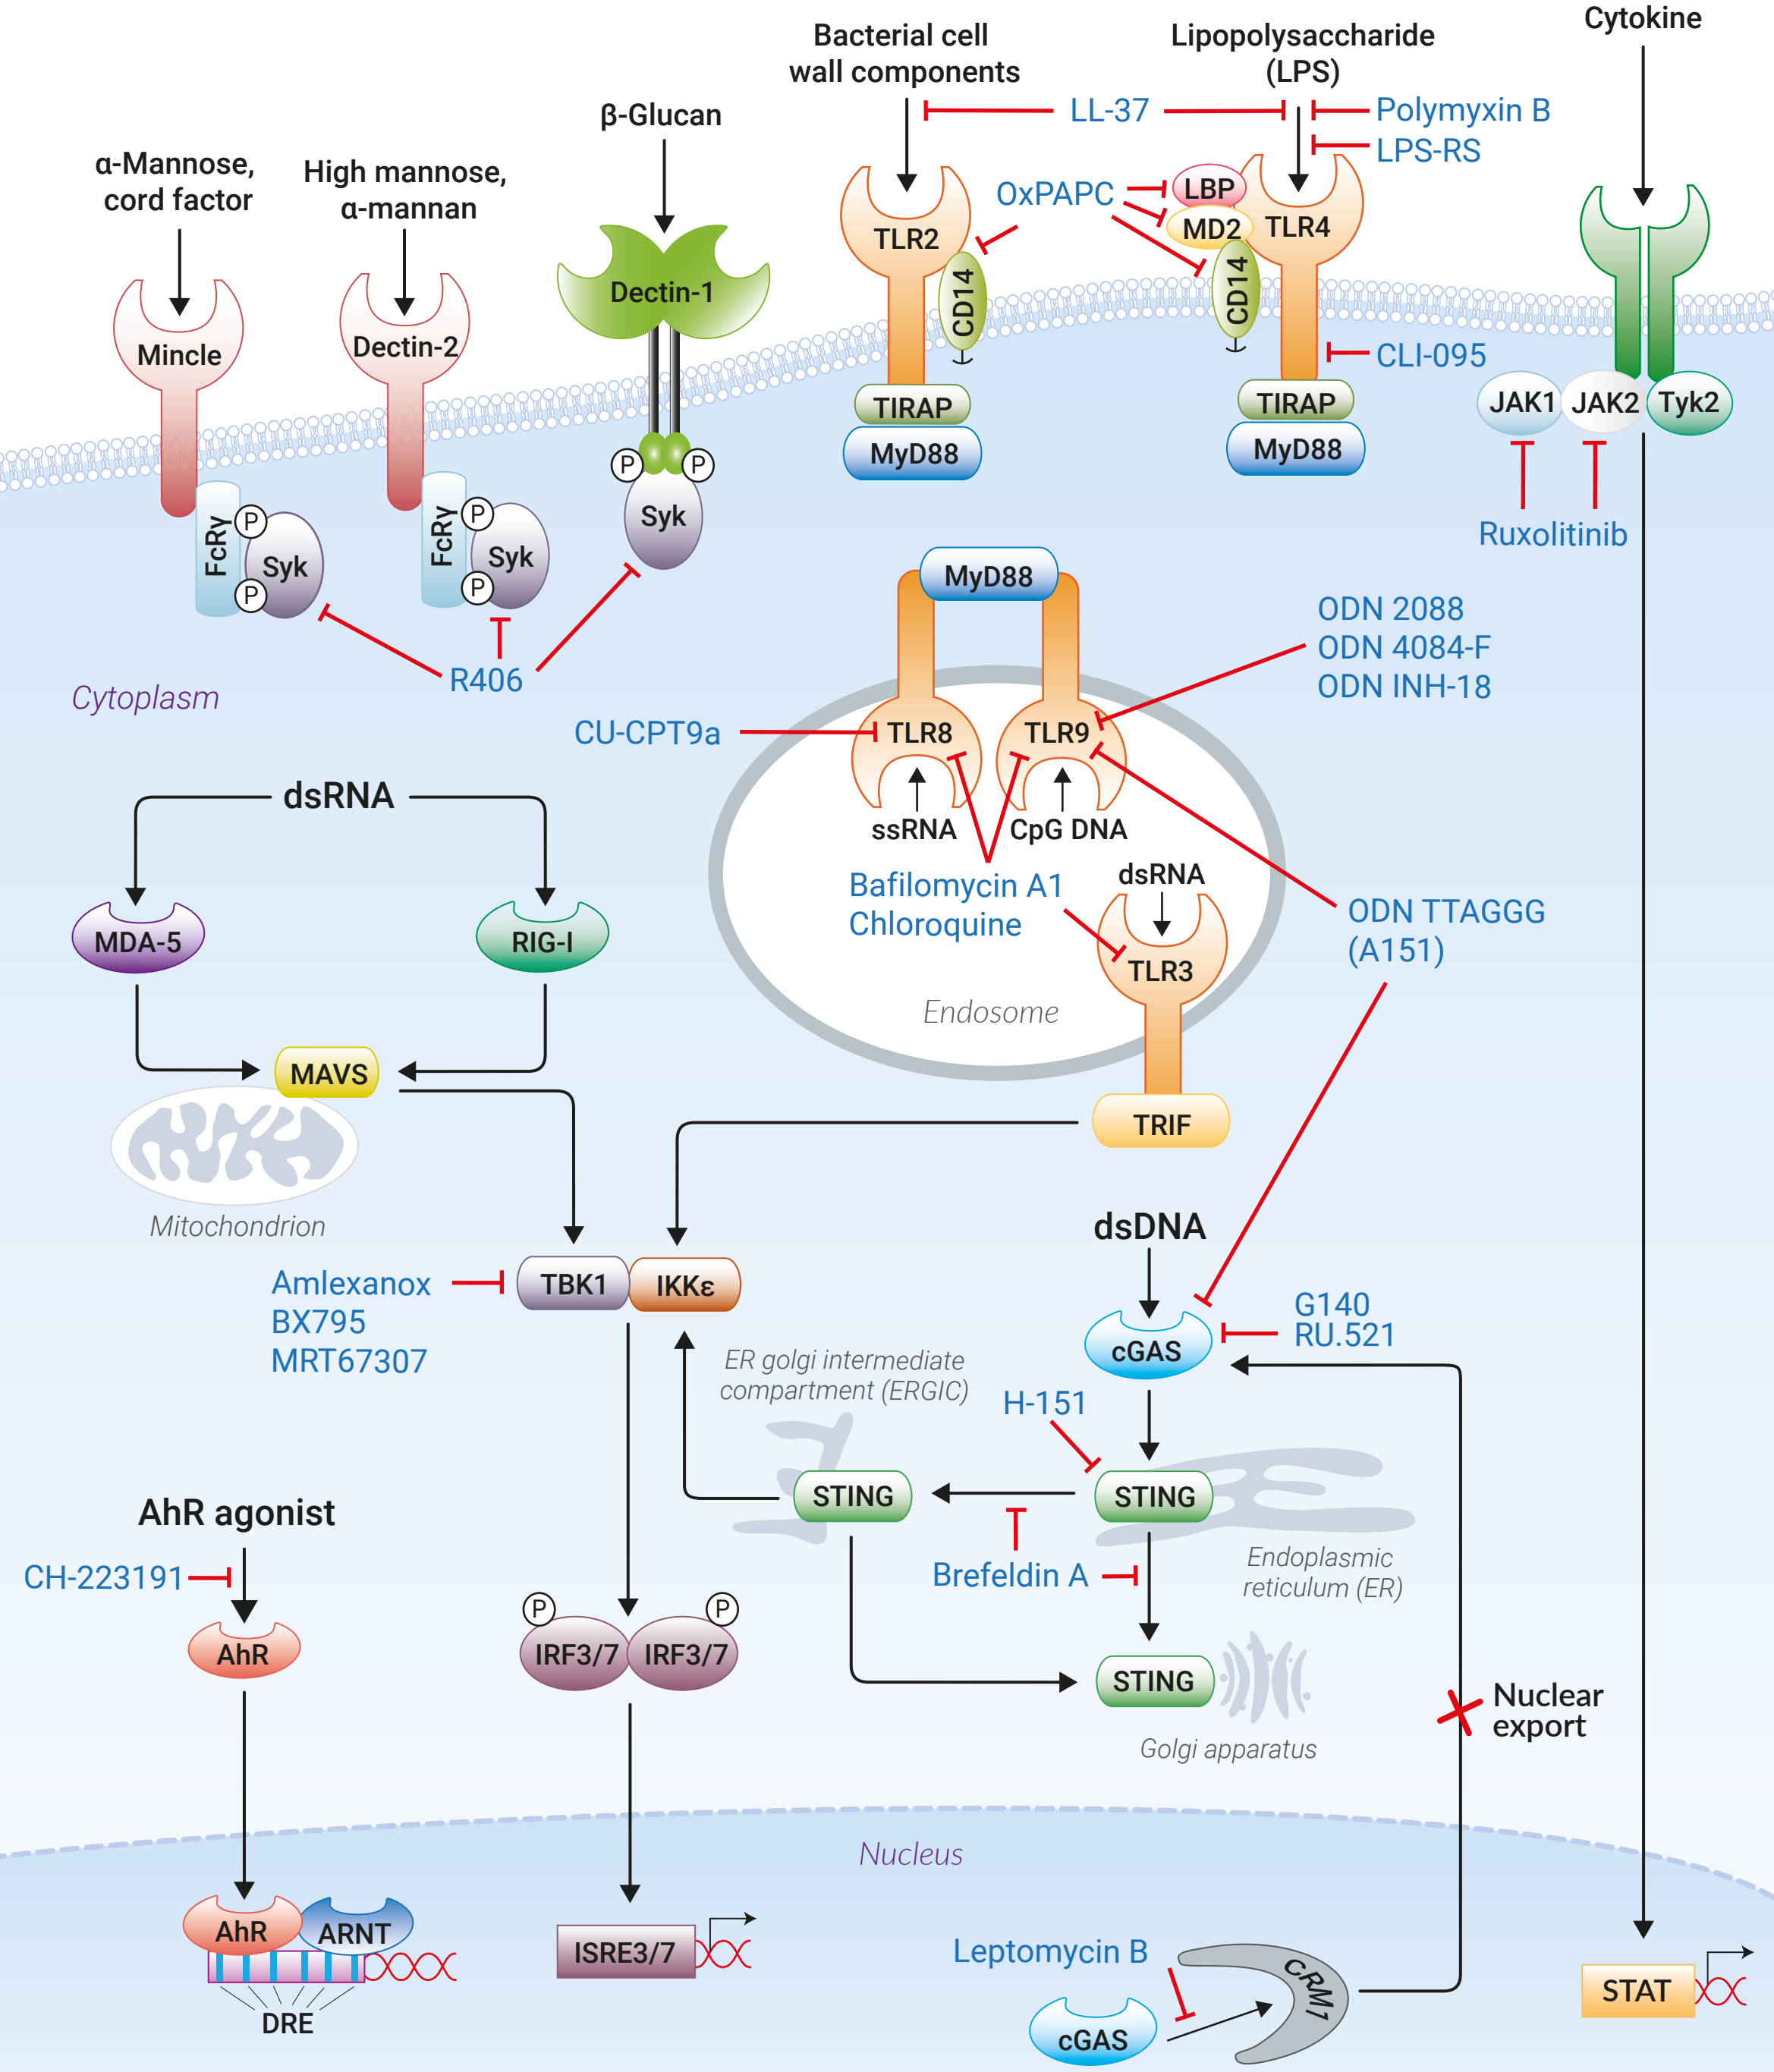 Cytokine
Bacterial cell
wall components
Lipopolysaccharide
(LPS)
LL-37
Polymyxin B
LPS-RS
β-Glucan
α-Mannose,
cord factor
High mannose,
α-mannan
OxPAPC
LBP
MD2
TLR4
TLR2
CD14
CD14
Dectin-1
Mincle
Dectin-2
CLI-095
TIRAP
MyD88
TIRAP
MyD88
JAK1
JAK2
Tyk2
P
P
Syk
FcRγ
P
P
Syk
FcRγ
P
P
Syk
Ruxolitinib
MyD88
ODN 2088
ODN 4084-F
ODN INH-18
R406
Cytoplasm
CU-CPT9a
TLR8
TLR9
ssRNA
CpG DNA
dsRNA
Bafilomycin A1
Chloroquine
dsRNA
TLR3
ODN TTAGGG
(A151)
MDA-5
RIG-I
Endosome
MAVS
TRIF
Mitochondrion
dsDNA
Amlexanox
BX795
MRT67307
TBK1
IKKε
G140
RU.521
cGAS
ER golgi intermediate
compartment (ERGIC)
H-151
STING
STING
AhR agonist
CH-223191
Brefeldin A
Endoplasmic
reticulum (ER)
P
P
IRF3/7
IRF3/7
AhR
STING
Nuclear
export
Golgi apparatus
Nucleus
AhR
ARNT
DRE
ISRE3/7
Leptomycin B
cGAS
CRM1
STAT